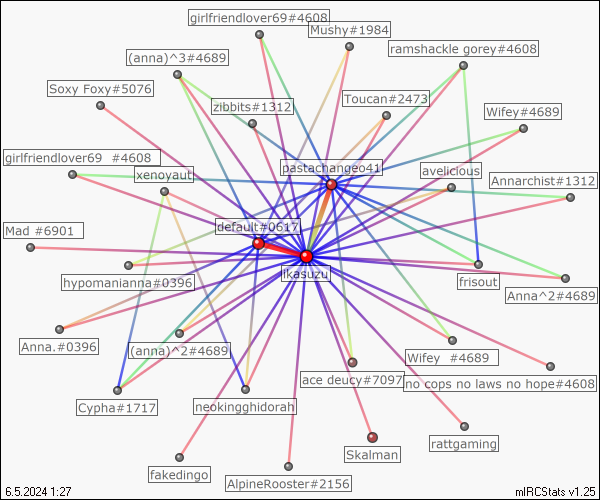 girlfriendlover69#4608
Mushy#1984
ramshackle gorey#4608
(anna)^3#4689
Soxy Foxy#5076
Toucan#2473
zibbits#1312
Wifey#4689
girlfriendlover69  #4608
pastachangeo41
avelicious
xenoyaut
Annarchist#1312
Mad #6901
default#0617
ikasuzu
hypomanianna#0396
frisout
Anna^2#4689
Anna.#0396
(anna)^2#4689
Wifey  #4689
ace deucy#7097
no cops no laws no hope#4608
Cypha#1717
neokingghidorah
rattgaming
Skalman
fakedingo
AlpineRooster#2156
6.5.2024 1:27
mIRCStats v1.25